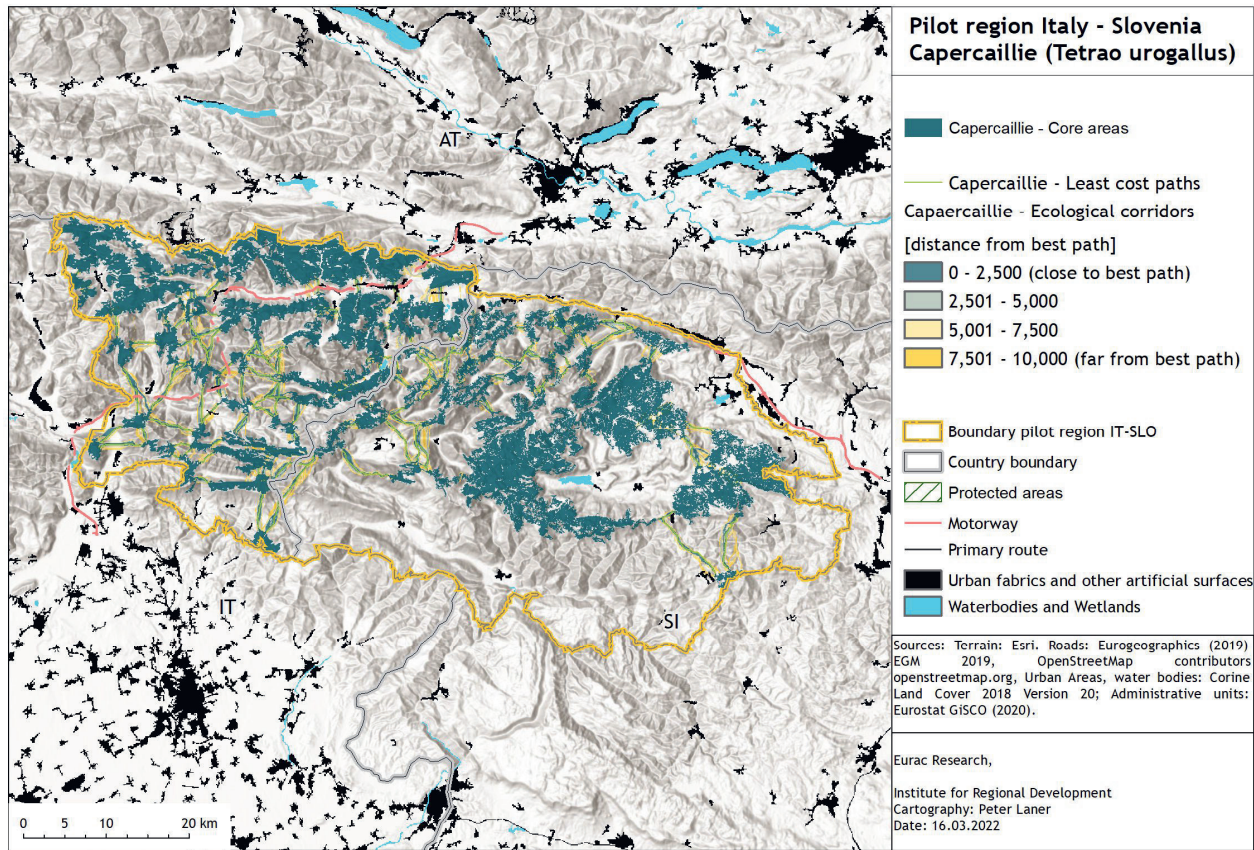 Pilot region Italy - Slovenia
Capercaillie (Tetrao urogallus)
Capercaillie - Core areas
Capercaillie - Least cost paths
Capaercaillie - Ecological corridors
[distance from best path]
0 - 2,500 (close to best path)
2,501 - 5,000
5,001 - 7,500
7,501 - 10,000 (far from best path)
Boundary pilot region IT-SLO
Country boundary
Protected areas
Motorway
Primary route
Urban fabrics and other artificial surfaces
Waterbodies and Wetlands
Sources: Terrain: Esri. Roads: Eurogeographics (2019)
EGM 2019, OpenStreetMap contributors
openstreetmap.org, Urban Areas, water bodies: Corine
Land Cover 2018 Version 20; Administrative units:
Eurostat GiSCO (2020).
Eurac Research,
Institute for Regional Development
Cartography: Peter Laner
Date: 16.03.2022
AT
IT
SI
0 5 10 20 km